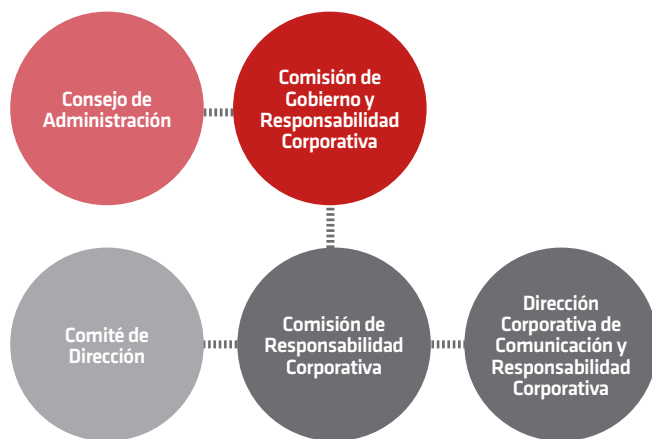 Consejo de
Administración
Comisión de
Gobierno y
Responsabilidad
Corporativa
Comité de
Dirección
Comisión de
Responsabilidad
Corporativa
Dirección
Corporativa de
Comunicación y
Responsabilidad
Corporativa